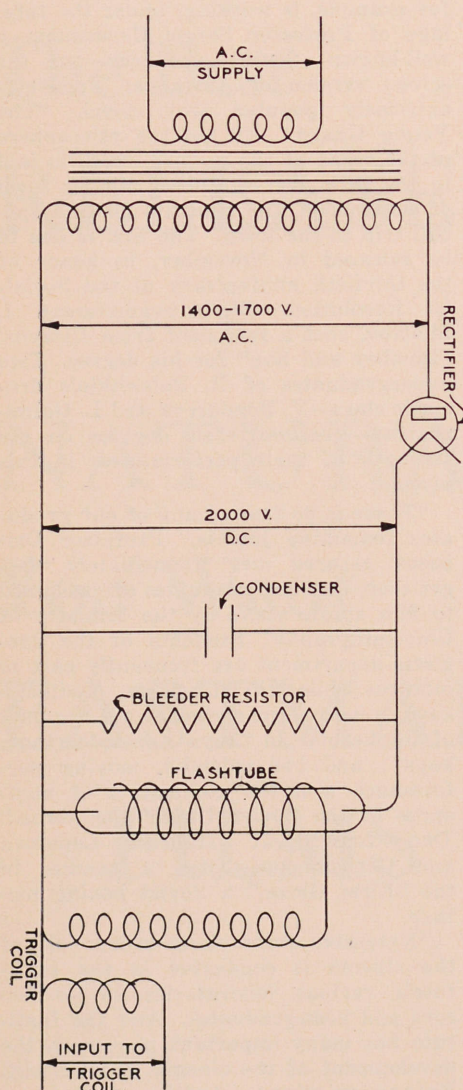 A.C.
SUPPLY
1400-1700 V.
A.C.
RECTIFIER
2000 V.
D.C.
CONDENSER
BLEEDER RESISTOR
FLASHTUBE
TRIGGER
COIL
INPUT TO
TRIGGER
COIL